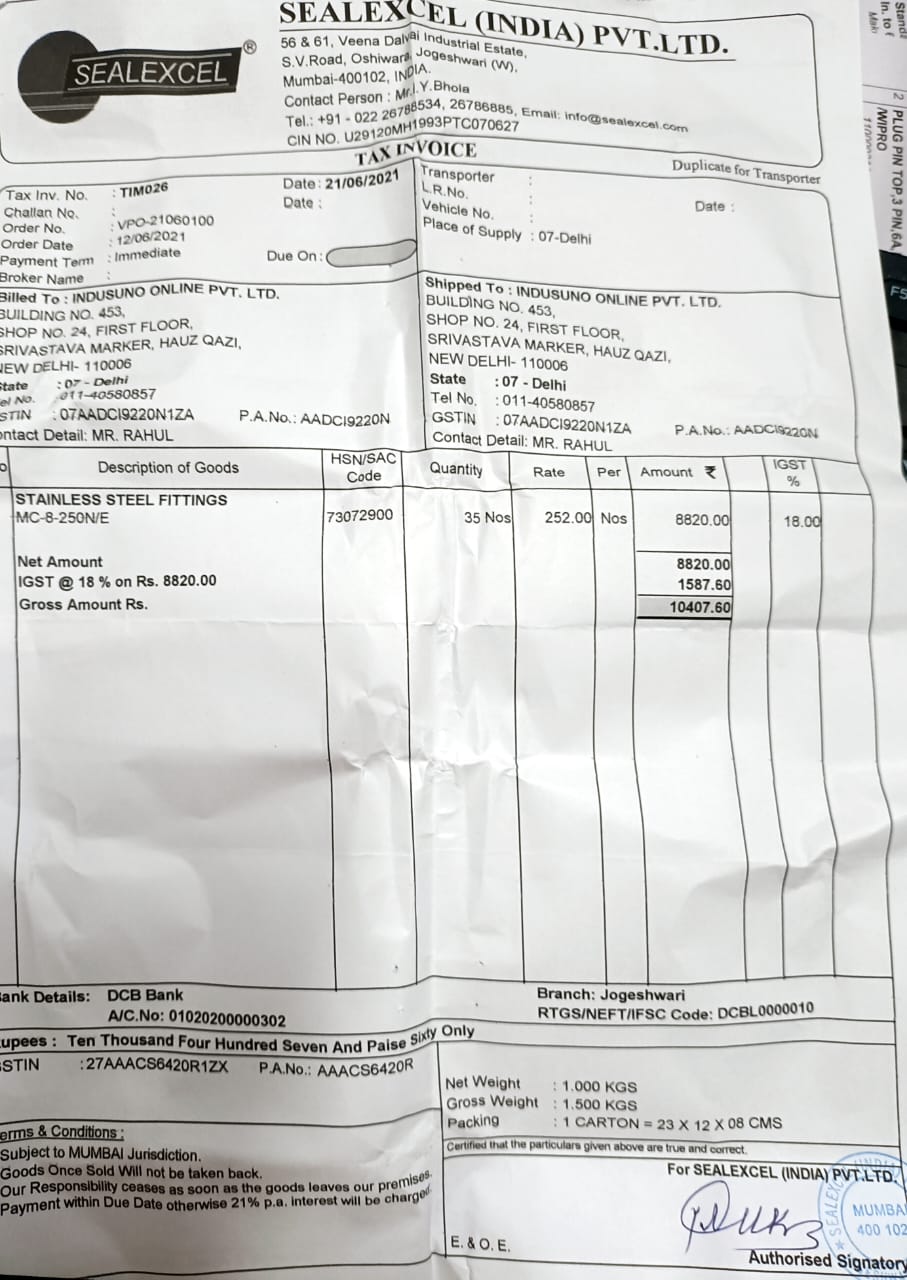 SEALEXCEL ®
SEALEXCEL (INDIA) PVT.LTD.
56 & 61, Veena Dalvai Industrial Estate,
S.V.Road, Oshiwara, Jogeshwari (W),
Mumbai-400102, INDIA.
Contact Person : Mr.I.Y.Bhola
Tel.: +91 - 022 26788534, 26786885, Email: info@sealexcel.com
CIN NO. U29120MH1993PTC070627
TAX INVOICE
Duplicate for Transporter
Tax Inv. No. : TIM026 Date : 21/06/2021
Challan No. : Date :
Order No. : VPO-21060100
Order Date : 12/06/2021
Payment Term : Immediate Due On :
Broker Name :
Transporter :
L.R.No. : Date :
Vehicle No. :
Place of Supply : 07-Delhi
Billed To : INDUSUNO ONLINE PVT. LTD.
BUILDING NO. 453,
SHOP NO. 24, FIRST FLOOR,
SRIVASTAVA MARKER, HAUZ QAZI,
NEW DELHI- 110006
State : 07 - Delhi
Tel No. : 011-40580857
GSTIN : 07AADCI9220N1ZA P.A.No.: AADCI9220N
Contact Detail: MR. RAHUL
Shipped To : INDUSUNO ONLINE PVT. LTD.
BUILDING NO. 453,
SHOP NO. 24, FIRST FLOOR,
SRIVASTAVA MARKER, HAUZ QAZI,
NEW DELHI- 110006
State : 07 - Delhi
Tel No. : 011-40580857
GSTIN : 07AADCI9220N1ZA P.A.No.: AADCI9220N
Contact Detail: MR. RAHUL
Description of Goods HSN/SAC Code Quantity Rate Per Amount ₹ IGST %
STAINLESS STEEL FITTINGS
MC-8-250N/E 73072900 35 Nos 252.00 Nos 8820.00 18.00
Net Amount 8820.00
IGST @ 18 % on Rs. 8820.00 1587.60
Gross Amount Rs. 10407.60
Bank Details: DCB Bank Branch: Jogeshwari
A/C.No: 01020200000302 RTGS/NEFT/IFSC Code: DCBL0000010
Rupees : Ten Thousand Four Hundred Seven And Paise Sixty Only
GSTIN : 27AAACS6420R1ZX P.A.No.: AAACS6420R
Net Weight : 1.000 KGS
Gross Weight : 1.500 KGS
Packing : 1 CARTON = 23 X 12 X 08 CMS
Terms & Conditions :
Subject to MUMBAI Jurisdiction.
Goods Once Sold Will not be taken back.
Our Responsibility ceases as soon as the goods leaves our premises.
Payment within Due Date otherwise 21% p.a. interest will be charged.
Certified that the particulars given above are true and correct.
For SEALEXCEL (INDIA) PVT.LTD.
MUMBAI
400 102
E. & O. E.
Authorised Signatory
2 PLUG PIN TOP,3 PIN,6A
/WIPRO
F5